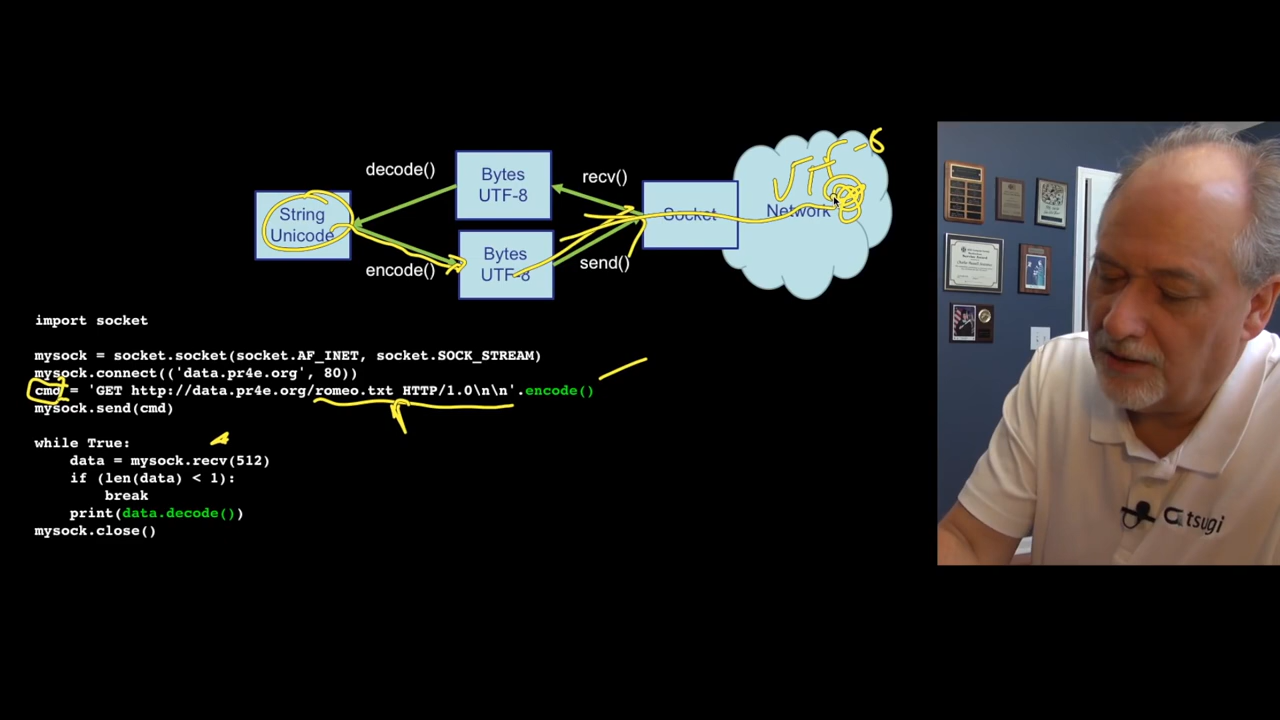 decode()
Bytes
UTF-8
recv()
UTF-8
String
Unicode
Socket
Network
encode()
Bytes
UTF-8
send()
import socket
mysock = socket.socket(socket.AF_INET, socket.SOCK_STREAM)
mysock.connect(('data.pr4e.org', 80))
cmd = 'GET http://data.pr4e.org/romeo.txt HTTP/1.0\n\n'.encode()
mysock.send(cmd)
while True:
    data = mysock.recv(512)
    if (len(data) < 1):
        break
    print(data.decode())
mysock.close()
tsugi